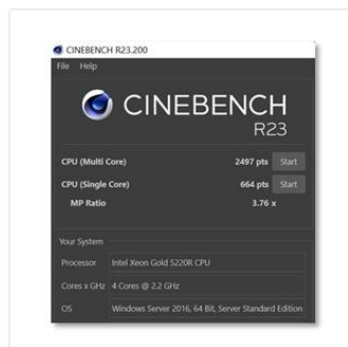 CINEBENCH R23.200
File Help
CINEBENCH
R23
CPU (Multi Core) 2497 pts Start
CPU (Single Core) 664 pts Start
MP Ratio 3.76 x
Your System
Processor Intel Xeon Gold 5220R CPU
Cores x GHz 4 Cores @ 2.2 GHz
OS Windows Server 2016, 64 Bit, Server Standard Edition